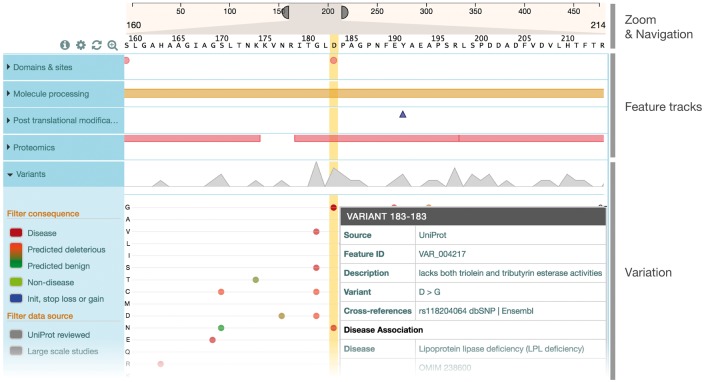 50 100 150 200 250 300 350 400 450
160 214
160 165 170 175 180 185 190 195 200 205 210
S L G A H A A G I A G S L T N K K V N R I T G L D P A G P N F E Y A E A P S R L S P D D A D F V D V L H T F T R
Zoom
& Navigation
Domains & sites
Molecule processing
Post translational modifica...
Proteomics
Variants
Feature tracks
Filter consequence
Disease
Predicted deleterious
Predicted benign
Non-disease
Init, stop loss or gain
Filter data source
UniProt reviewed
Large scale studies
G
A
V
L
I
S
T
C
M
D
N
E
Q
R
VARIANT 183-183
Source UniProt
Feature ID VAR_004217
Description lacks both triolein and tributyrin esterase activities
Variant D > G
Cross-references rs118204064 dbSNP | Ensembl
Disease Association
Disease Lipoprotein lipase deficiency (LPL deficiency)
OMIM 238600
Variation